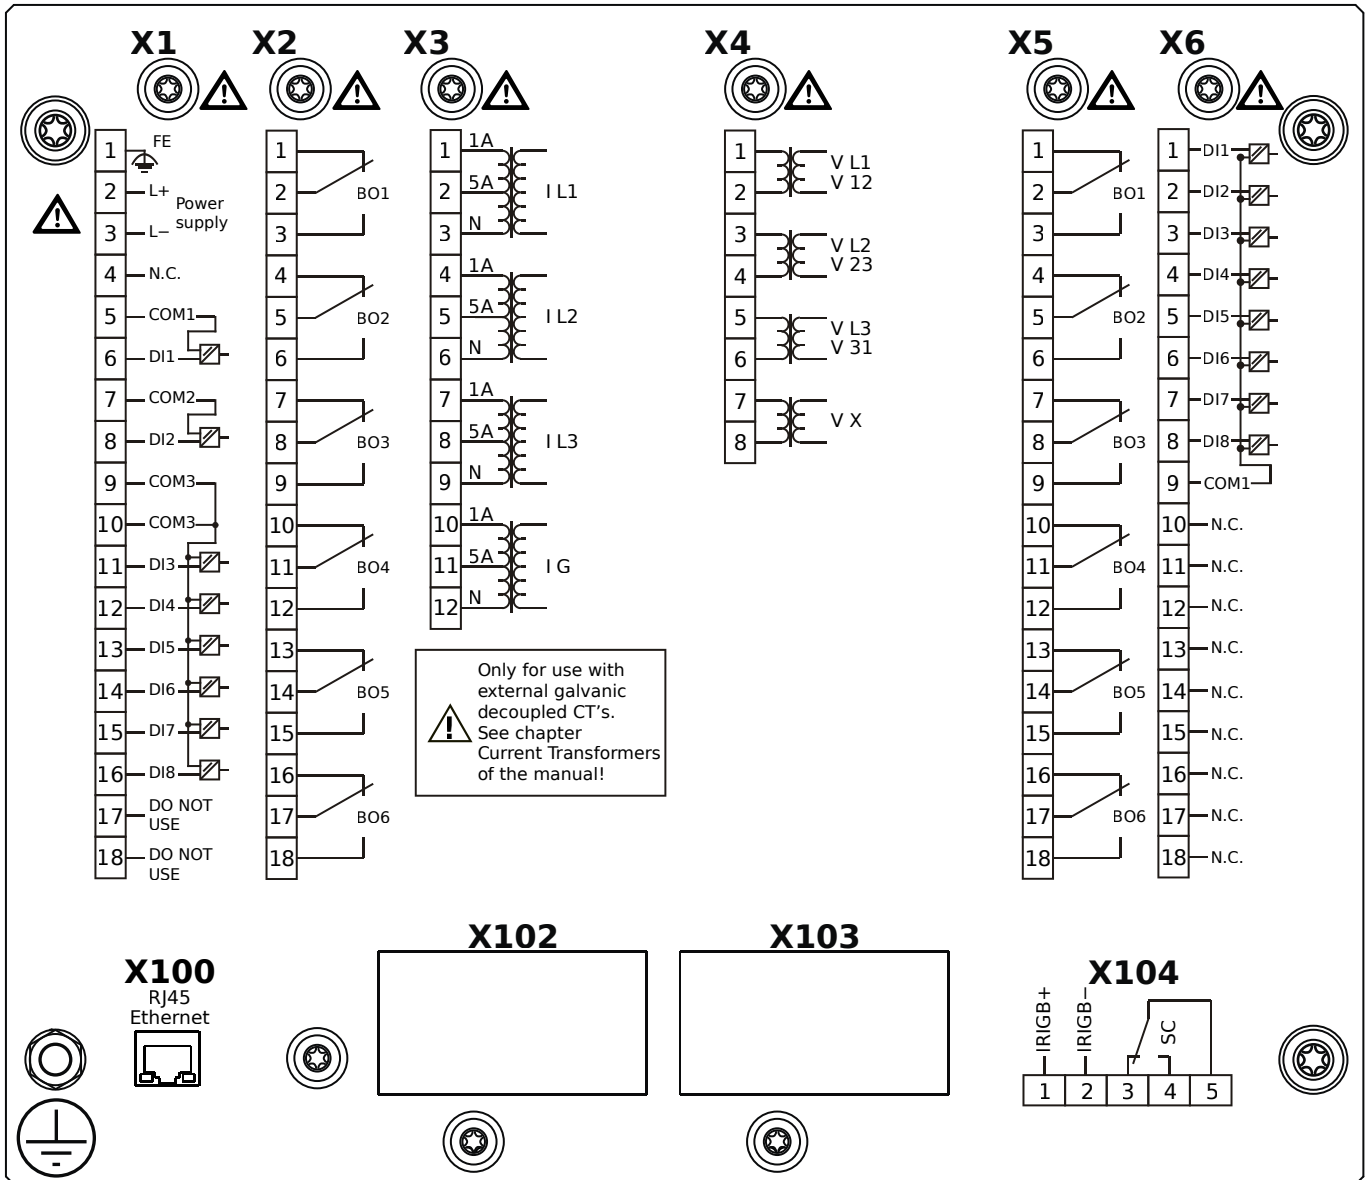 X1
X2
X3
X4
X5
X6
1 FE
2 L+
Power
supply
3 L−
4 N.C.
5 COM1
6 DI1
7 COM2
8 DI2
9 COM3
10 COM3
11 DI3
12 DI4
13 DI5
14 DI6
15 DI7
16 DI8
17 DO NOT
USE
18 DO NOT
USE
1
2 BO1
3
4
5 BO2
6
7
8 BO3
9
10
11 BO4
12
13
14 BO5
15
16
17 BO6
18
1 1A
2 5A I L1
3 N
4 1A
5 5A I L2
6 N
7 1A
8 5A I L3
9 N
10 1A
11 5A I G
12 N
Only for use with
external galvanic
decoupled CT's.
See chapter
Current Transformers
of the manual!
1 V L1
2 V 12
3 V L2
4 V 23
5 V L3
6 V 31
7 V X
8
1
2 BO1
3
4
5 BO2
6
7
8 BO3
9
10
11 BO4
12
13
14 BO5
15
16
17 BO6
18
1 DI1
2 DI2
3 DI3
4 DI4
5 DI5
6 DI6
7 DI7
8 DI8
9 COM1
10 N.C.
11 N.C.
12 N.C.
13 N.C.
14 N.C.
15 N.C.
16 N.C.
17 N.C.
18 N.C.
X100
RJ45
Ethernet
X102
X103
X104
IRIGB+
IRIGB−
SC
1 2 3 4 5